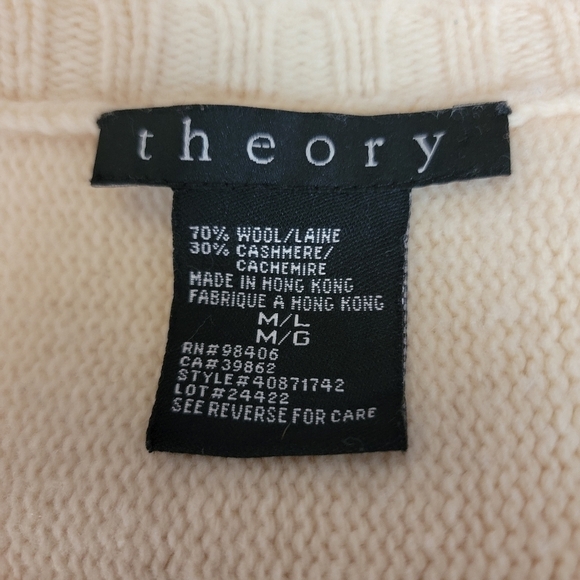 theory
70% WOOL/LAINE
30% CASHMERE/
CACHEMIRE
MADE IN HONG KONG
FABRIQUE A HONG KONG
M/L
M/G
RN#98406
CA#39862
STYLE#40871742
LOT#24422
SEE REVERSE FOR CARE